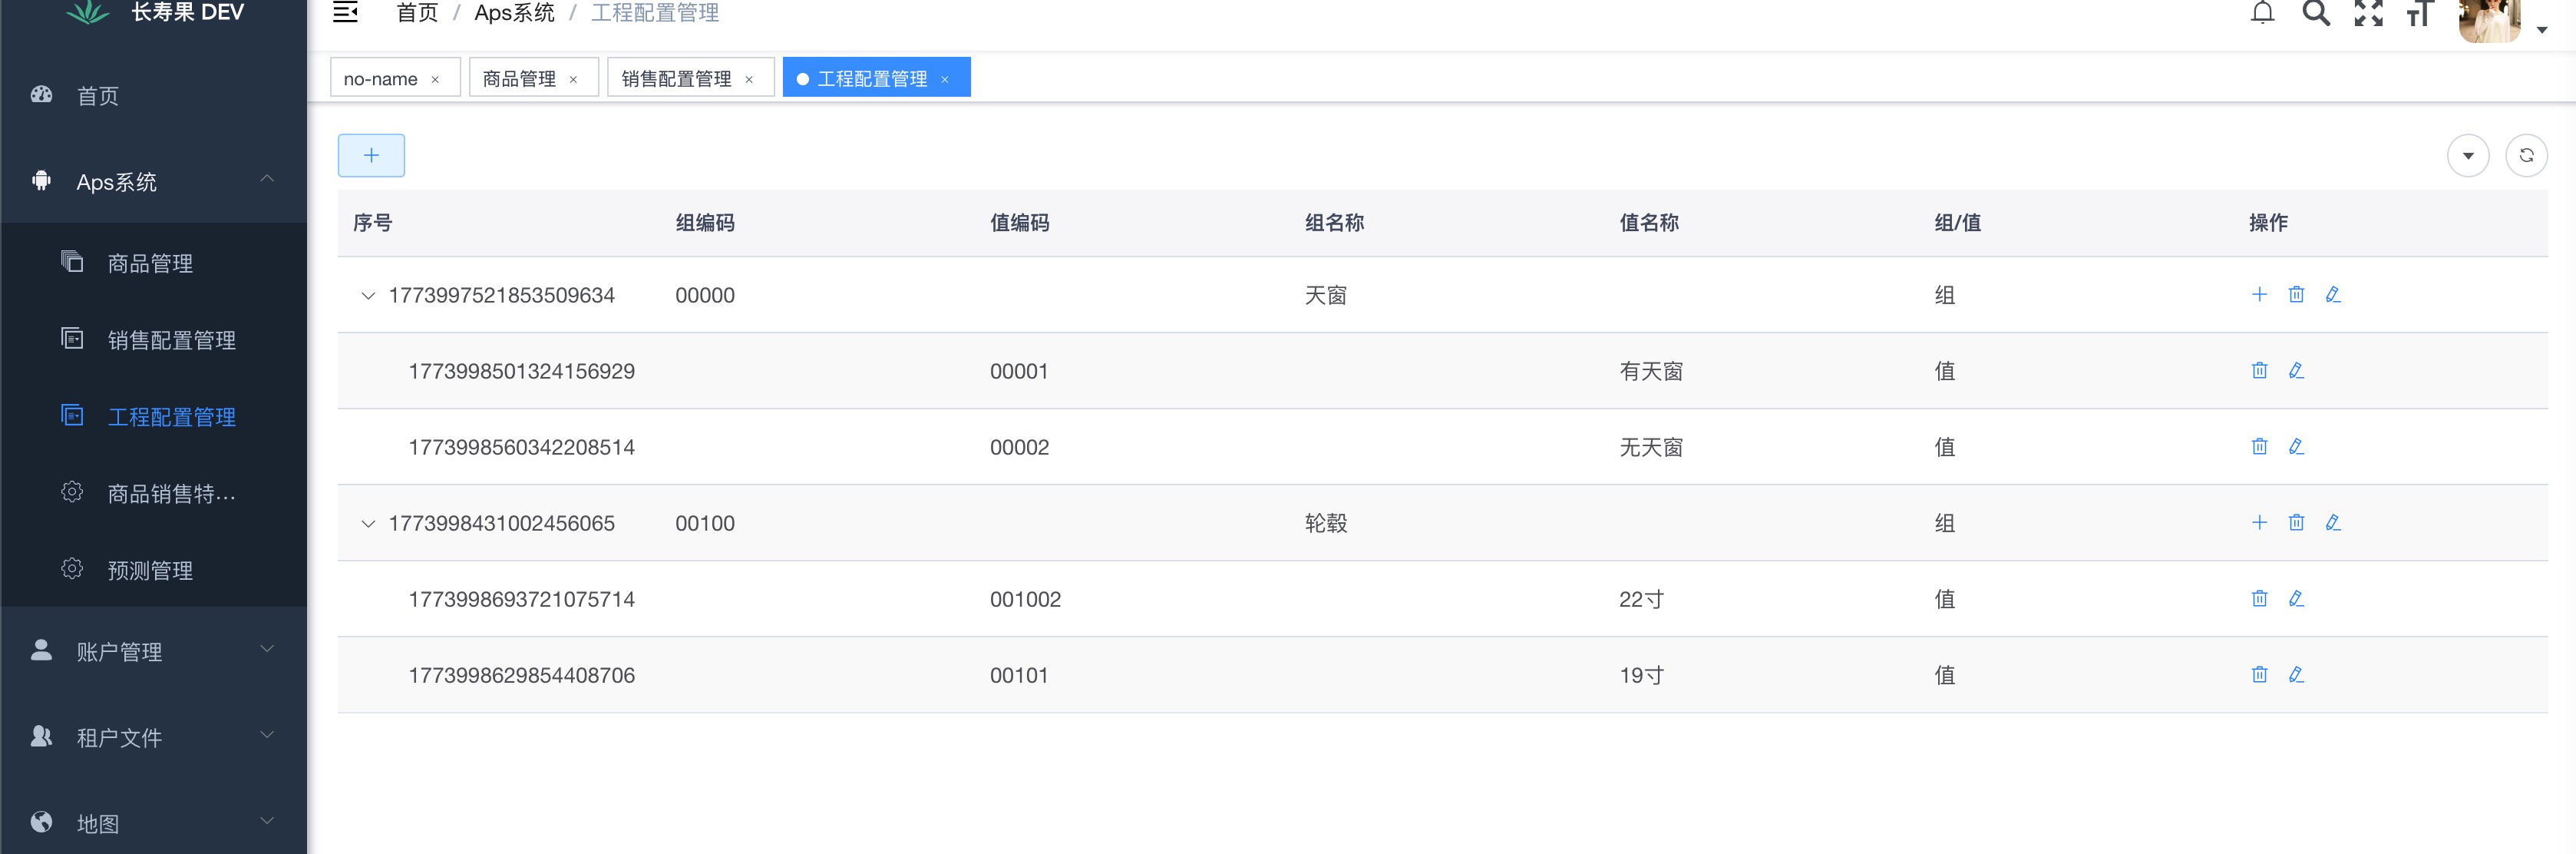 长寿果 DEV
首页 / Aps系统 / 工程配置管理
no-name × 商品管理 × 销售配置管理 × 工程配置管理 ×
首页
Aps系统
商品管理
销售配置管理
工程配置管理
商品销售特...
预测管理
账户管理
租户文件
地图
序号 组编码 值编码 组名称 值名称 组/值 操作
1773997521853509634 00000 天窗 组
1773998501324156929 00001 有天窗 值
1773998560342208514 00002 无天窗 值
1773998431002456065 00100 轮毂 组
1773998693721075714 001002 22寸 值
1773998629854408706 00101 19寸 值